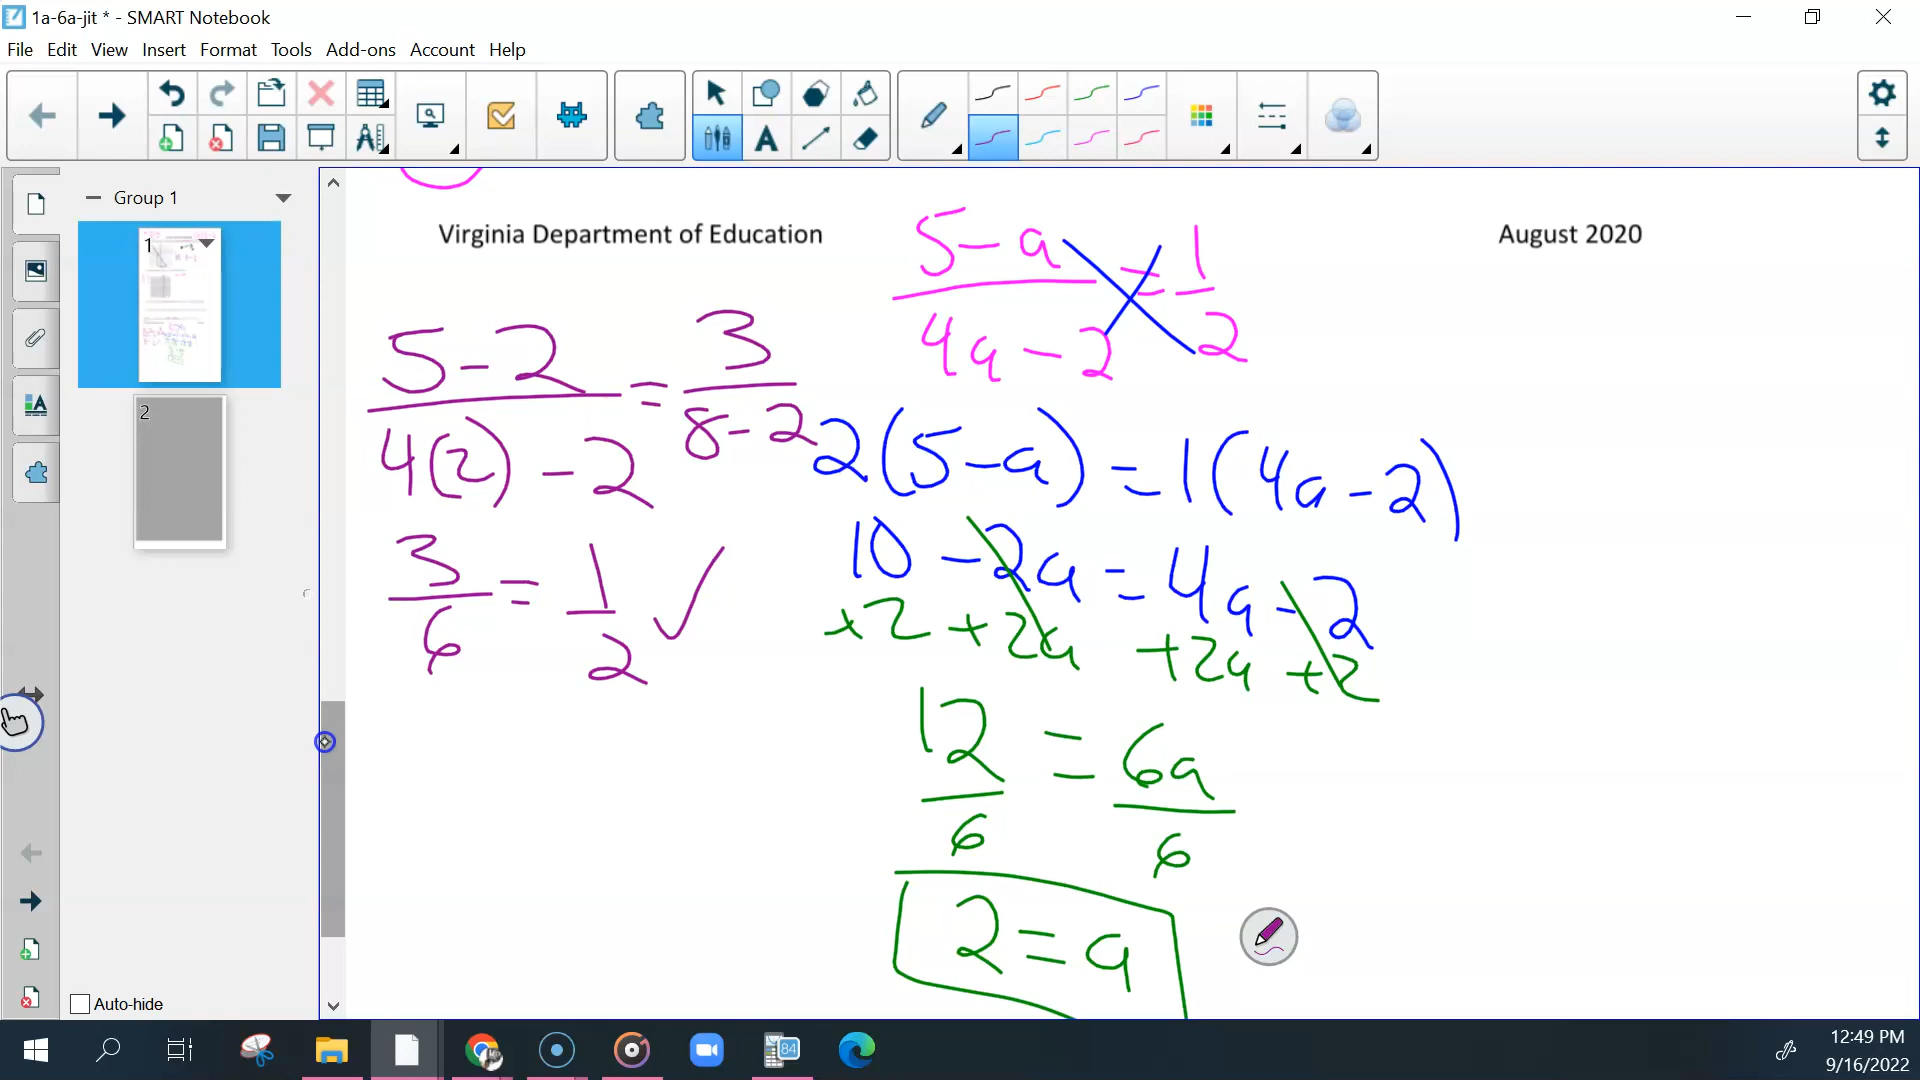 1a-6a-jit * - SMART Notebook
File Edit View Insert Format Tools Add-ons Account Help
Group 1
1
2
Auto-hide
Virginia Department of Education
August 2020
5-a/4a-2 = 1/2
2(5-a) = 1(4a-2)
10 -2a = 4a -2
+2 +2a +2a +2
12/6 = 6a/6
2 = a
5-2/4(2)-2 = 3/8-2
3/6 = 1/2 ✓
84
12:49 PM
9/16/2022